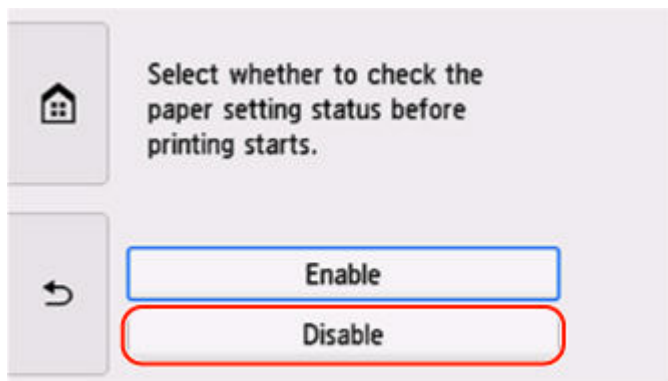 Select whether to check the
paper setting status before
printing starts.
Enable
Disable